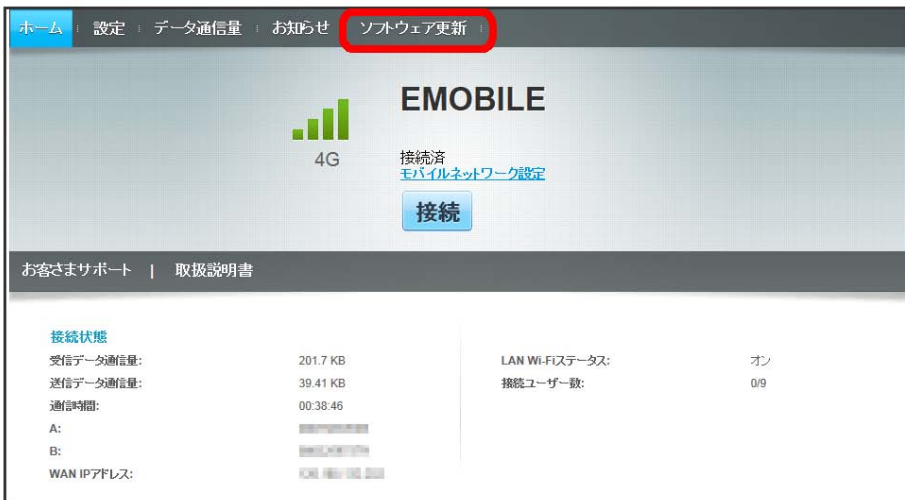 ホーム 設定 データ通信量 お知らせ ソフトウェア更新
EMOBILE
4G
接続済
モバイルネットワーク設定
接続
お客さまサポート | 取扱説明書
接続状態
受信データ通信量: 201.7 KB LAN Wi-Fiステータス: オン
送信データ通信量: 39.41 KB 接続ユーザー数: 0/9
通信時間: 00:38:46
A:
B:
WAN IPアドレス: